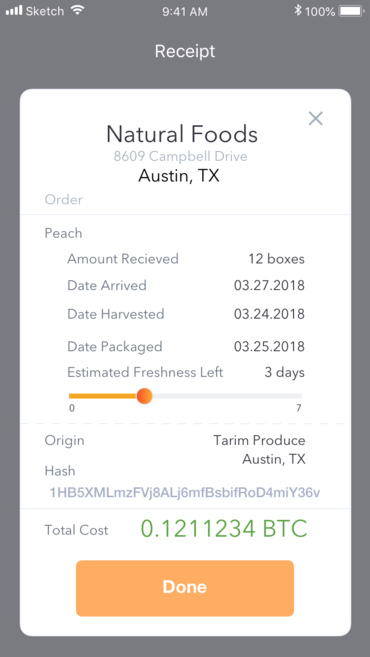 Sketch 9:41 AM 100%
Receipt
Natural Foods
8609 Campbell Drive
Austin, TX
Order
Peach
Amount Recieved 12 boxes
Date Arrived 03.27.2018
Date Harvested 03.24.2018
Date Packaged 03.25.2018
Estimated Freshness Left 3 days
0 7
Origin Tarim Produce
Austin, TX
Hash
1HB5XMLmzFVj8ALj6mfBsbifRoD4miY36v
Total Cost 0.1211234 BTC
Done